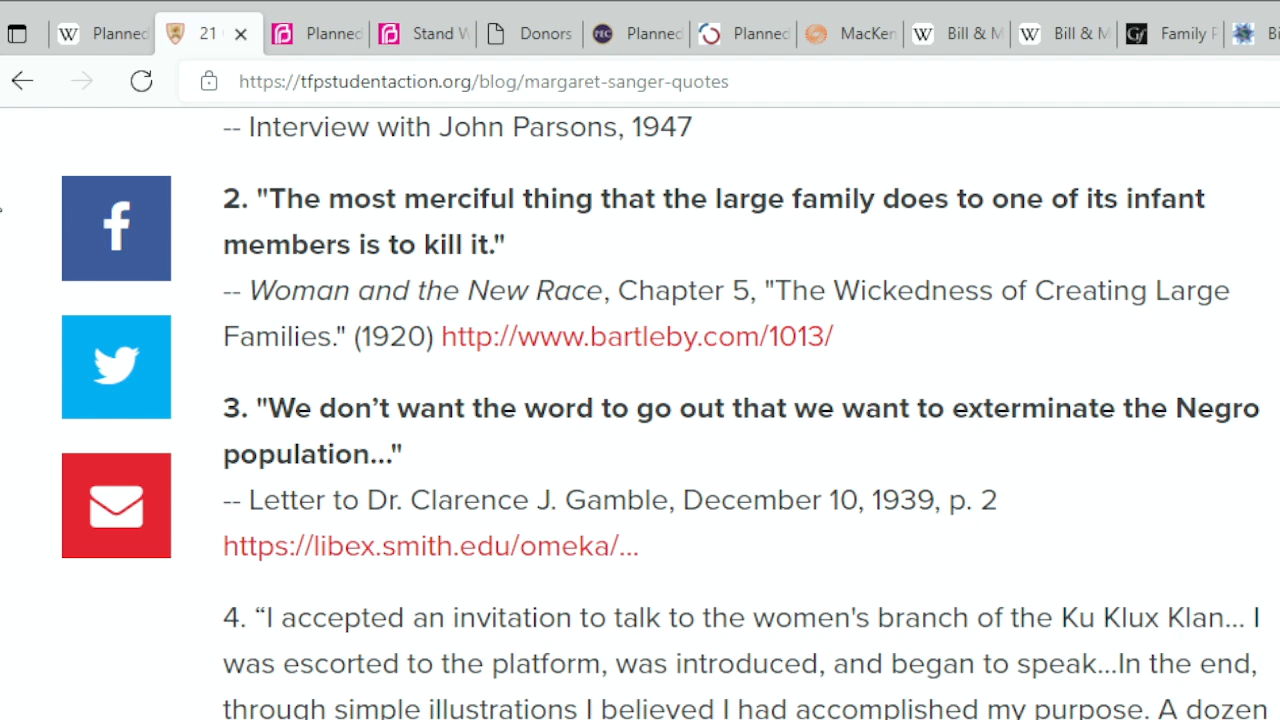 Planned
21
Planned
Stand W
Donors
Planned
Planned
MacKen
Bill & M
Bill & M
Family P
Bi
https://tfpstudentaction.org/blog/margaret-sanger-quotes
-- Interview with John Parsons, 1947
2. "The most merciful thing that the large family does to one of its infant
members is to kill it."
-- Woman and the New Race, Chapter 5, "The Wickedness of Creating Large
Families." (1920) http://www.bartleby.com/1013/
3. "We don’t want the word to go out that we want to exterminate the Negro
population..."
-- Letter to Dr. Clarence J. Gamble, December 10, 1939, p. 2
https://libex.smith.edu/omeka/...
4. “I accepted an invitation to talk to the women's branch of the Ku Klux Klan... I
was escorted to the platform, was introduced, and began to speak...In the end,
through simple illustrations I believed I had accomplished my purpose. A dozen